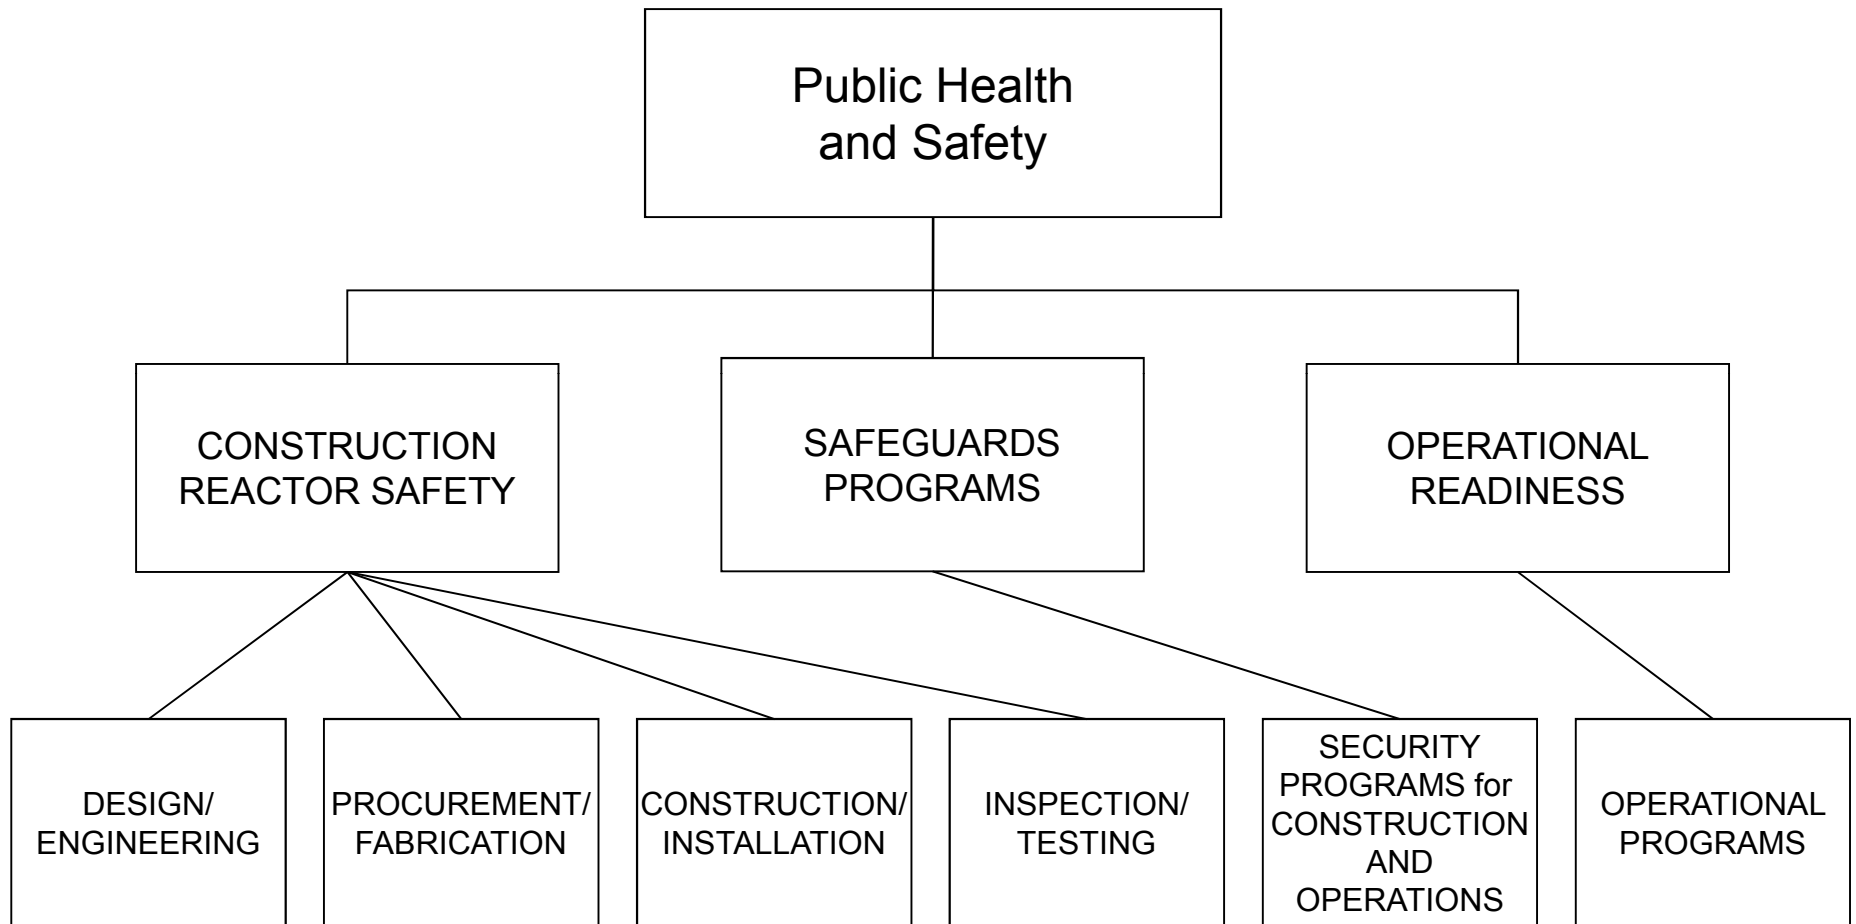 Public Health
and Safety
CONSTRUCTION
REACTOR SAFETY
SAFEGUARDS
PROGRAMS
OPERATIONAL
READINESS
DESIGN/
ENGINEERING
PROCUREMENT/
FABRICATION
CONSTRUCTION/
INSTALLATION
INSPECTION/
TESTING
SECURITY
PROGRAMS for
CONSTRUCTION
AND
OPERATIONS
OPERATIONAL
PROGRAMS